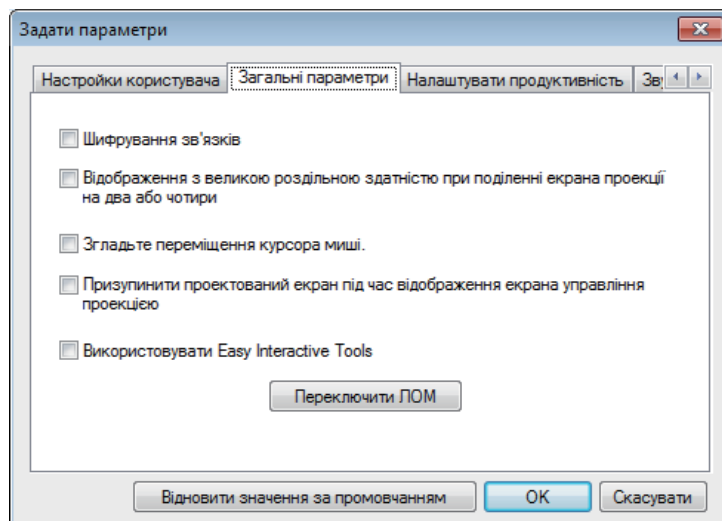 Задати параметри
Настройки користувача
Загальні параметри
Налаштувати продуктивність
Шифрування зв'язків
Відображення з великою роздільною здатністю при поділенні екрана проекції
на два або чотири
Згладьте переміщення курсора миші.
Призупинити проектований екран під час відображення екрана управління
проекцією
Використовувати Easy Interactive Tools
Переключити ЛОМ
Відновити значення за промовчанням
OK
Скасувати